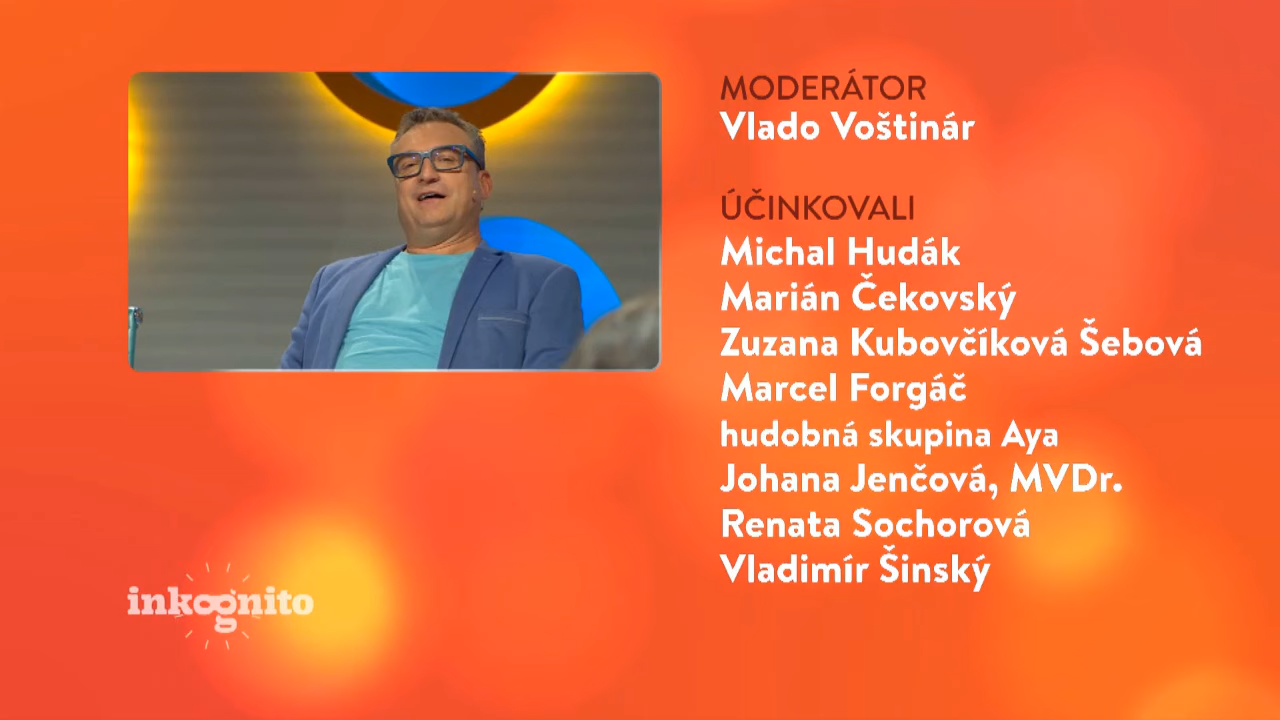 MODERÁTOR
Vlado Voštinár
ÚČINKOVALI
Michal Hudák
Marián Čekovský
Zuzana Kubovčíková Šebová
Marcel Forgáč
hudobná skupina Aya
Johana Jenčová, MVDr.
Renata Sochorová
Vladimír Šinský
inkognito